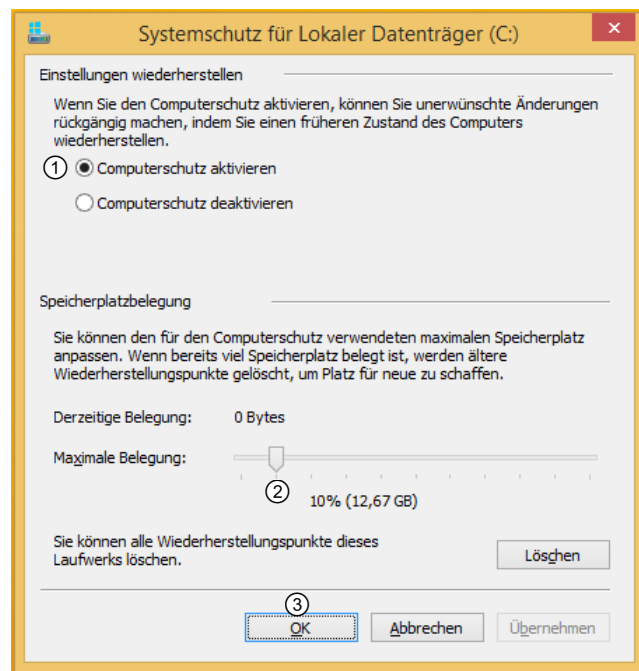 Systemschutz für Lokaler Datenträger (C:)
Einstellungen wiederherstellen
Wenn Sie den Computerschutz aktivieren, können Sie unerwünschte Änderungen
rückgängig machen, indem Sie einen früheren Zustand des Computers
wiederherstellen.
① Computerschutz aktivieren
Computerschutz deaktivieren
Speicherplatzbelegung
Sie können den für den Computerschutz verwendeten maximalen Speicherplatz
anpassen. Wenn bereits viel Speicherplatz belegt ist, werden ältere
Wiederherstellungspunkte gelöscht, um Platz für neue zu schaffen.
Derzeitige Belegung: 0 Bytes
Maximale Belegung:
②
10% (12,67 GB)
Sie können alle Wiederherstellungspunkte dieses
Laufwerks löschen.
Löschen
③
OK Abbrechen Übernehmen